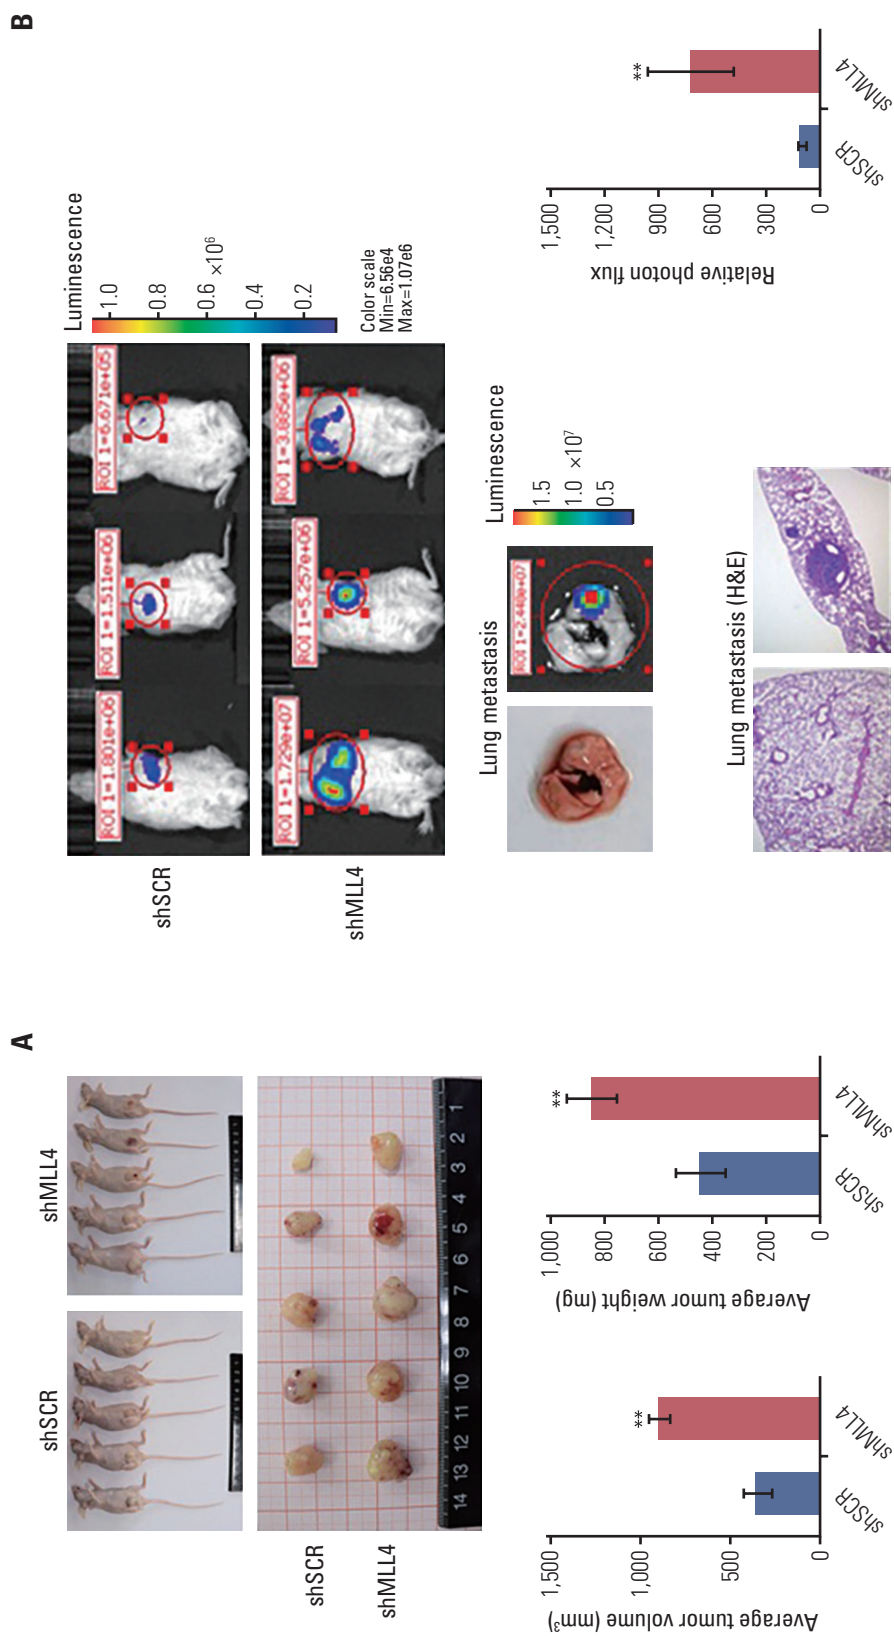 A
shSCR
shMLL4
shSCR
shMLL4
14 13 12 11 10 9 8 7 6 5 4 3 2 1
Average tumor volume (mm³)
1,500
1,000
500
0
**
shSCR
shMLL4
Average tumor weight (mg)
1,000
800
600
400
200
0
**
shSCR
shMLL4
B
shSCR
ROI 1=1.801e+06
ROI 1=1.511e+06
ROI 1=6.671e+05
shMLL4
ROI 1=1.729e+07
ROI 1=5.257e+06
ROI 1=3.885e+06
Luminescence
1.0
0.8
0.6 ×10⁶
0.4
0.2
Color scale
Min=6.56e4
Max=1.07e6
Lung metastasis
ROI 1=2.440e+07
Luminescence
1.5
1.0 ×10⁷
0.5
Lung metastasis (H&E)
Relative photon flux
1,500
1,200
900
600
300
0
**
shSCR
shMLL4